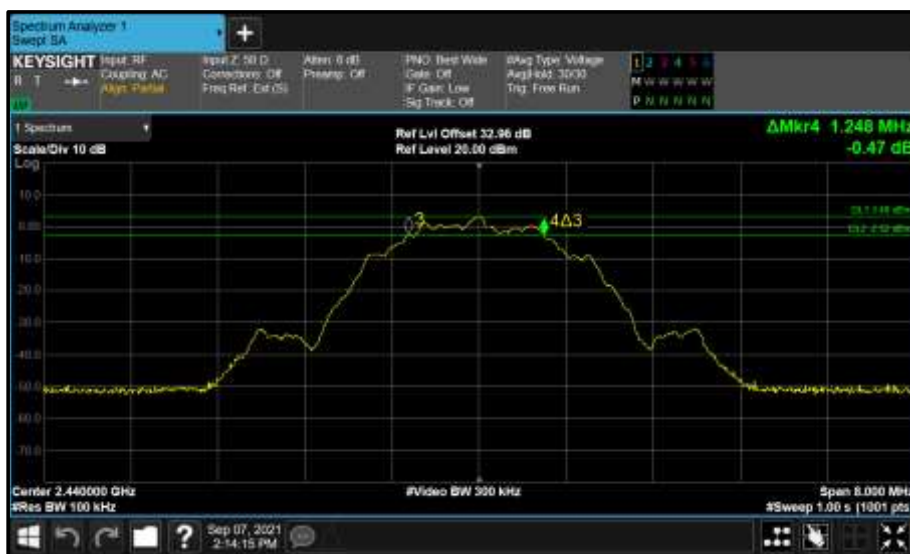 Spectrum Analyzer 1
Swept SA
+
KEYSIGHT
R T
Input: RF
Coupling: AC
Align: Partial
Input Z: 50 Ω
Corrections: Off
Freq Ref: Ext (S)
Atten: 6 dB
Preamp: Off
PNO: Best Wide
Gate: Off
IF Gain: Low
Sig Track: Off
#Avg Type: Voltage
Avg|Hold: 30/30
Trig: Free Run
1 2 3 4 5 6
M W W W W W
P N N N N N
1 Spectrum
Scale/Div 10 dB
Ref Lvl Offset 32.96 dB
Ref Level 20.00 dBm
ΔMkr4 1.248 MHz
-0.47 dB
Log
10.0
0.00
3
4Δ3
-10.0
-20.0
-30.0
-40.0
-50.0
-60.0
-70.0
Center 2.440000 GHz
#Res BW 100 kHz
#Video BW 300 kHz
Span 8.000 MHz
#Sweep 1.00 s (1001 pts
?
Sep 07, 2021
2:14:15 PM